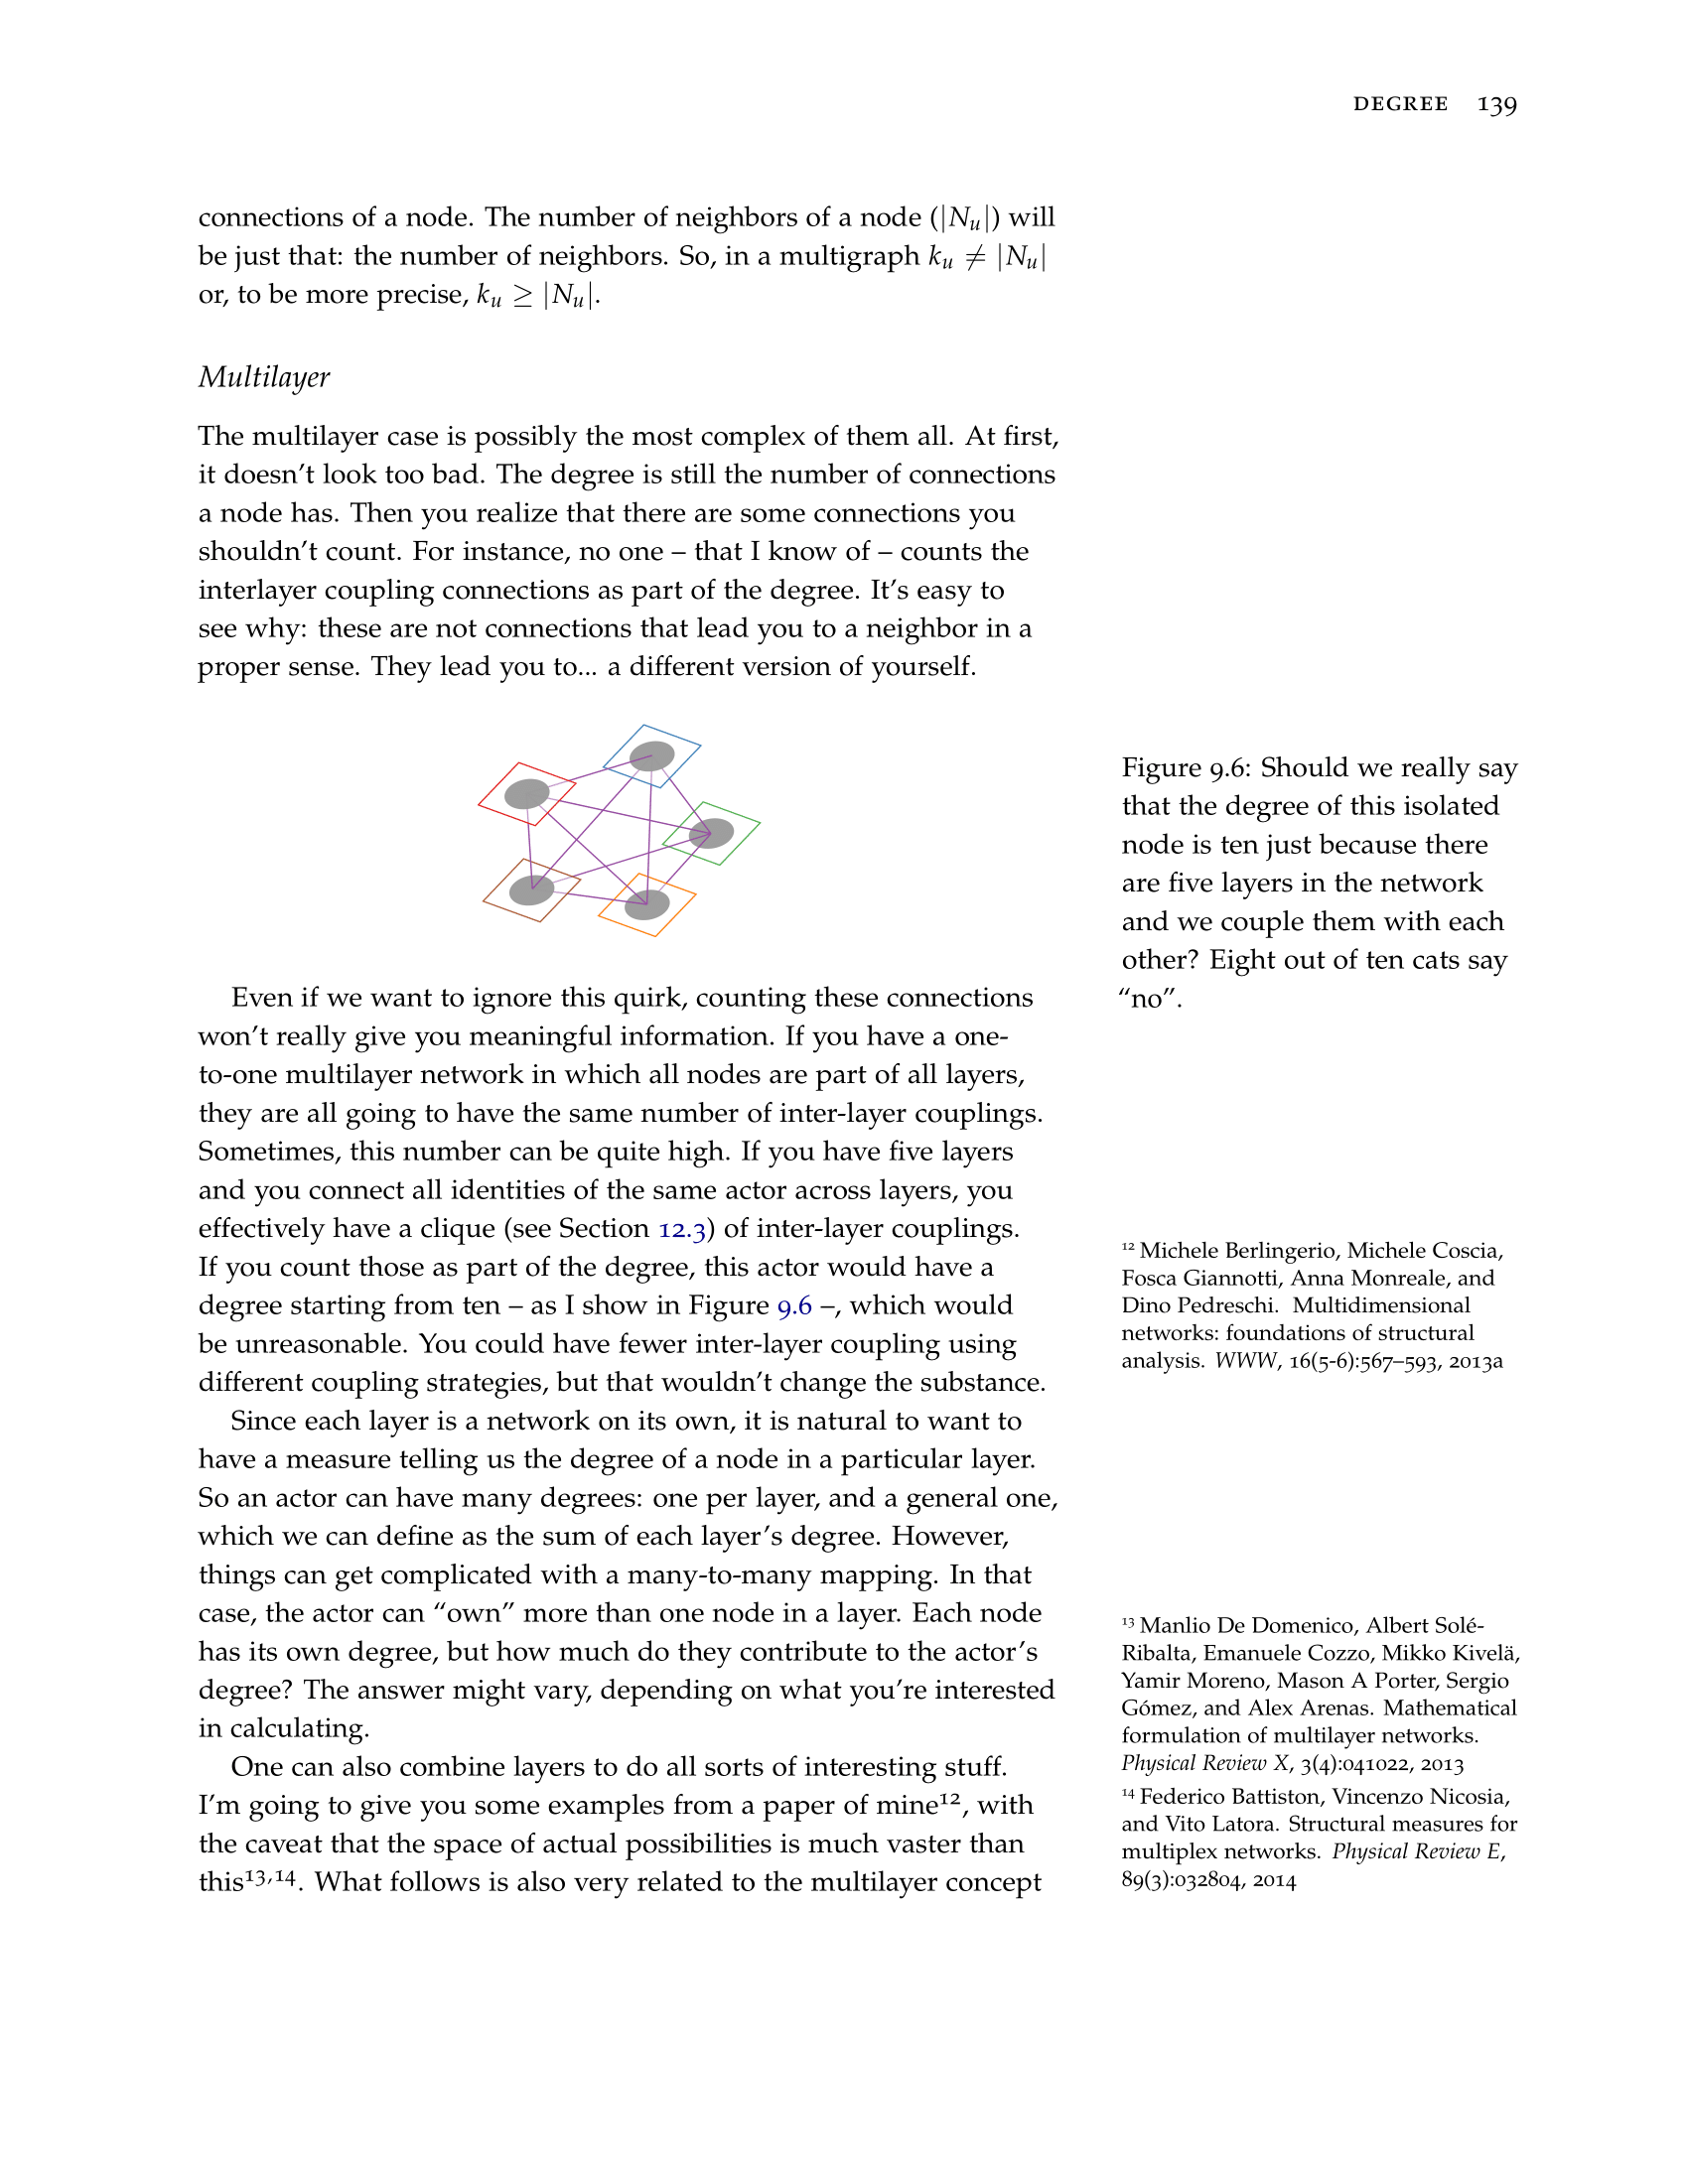 DEGREE 139
connections of a node. The number of neighbors of a node (|Nu|) will
be just that: the number of neighbors. So, in a multigraph ku ≠ |Nu|
or, to be more precise, ku ≥ |Nu|.
Multilayer
The multilayer case is possibly the most complex of them all. At first,
it doesn’t look too bad. The degree is still the number of connections
a node has. Then you realize that there are some connections you
shouldn’t count. For instance, no one – that I know of – counts the
interlayer coupling connections as part of the degree. It’s easy to
see why: these are not connections that lead you to a neighbor in a
proper sense. They lead you to... a different version of yourself.
Figure 9.6: Should we really say
that the degree of this isolated
node is ten just because there
are five layers in the network
and we couple them with each
other? Eight out of ten cats say
“no”.
Even if we want to ignore this quirk, counting these connections
won’t really give you meaningful information. If you have a one-
to-one multilayer network in which all nodes are part of all layers,
they are all going to have the same number of inter-layer couplings.
Sometimes, this number can be quite high. If you have five layers
and you connect all identities of the same actor across layers, you
effectively have a clique (see Section 12.3) of inter-layer couplings.
If you count those as part of the degree, this actor would have a
degree starting from ten – as I show in Figure 9.6 –, which would
be unreasonable. You could have fewer inter-layer coupling using
different coupling strategies, but that wouldn’t change the substance.
Since each layer is a network on its own, it is natural to want to
have a measure telling us the degree of a node in a particular layer.
So an actor can have many degrees: one per layer, and a general one,
which we can define as the sum of each layer’s degree. However,
things can get complicated with a many-to-many mapping. In that
case, the actor can “own” more than one node in a layer. Each node
has its own degree, but how much do they contribute to the actor’s
degree? The answer might vary, depending on what you’re interested
in calculating.
One can also combine layers to do all sorts of interesting stuff.
I’m going to give you some examples from a paper of mine12, with
the caveat that the space of actual possibilities is much vaster than
this13,14. What follows is also very related to the multilayer concept
12 Michele Berlingerio, Michele Coscia,
Fosca Giannotti, Anna Monreale, and
Dino Pedreschi. Multidimensional
networks: foundations of structural
analysis. WWW, 16(5-6):567–593, 2013a
13 Manlio De Domenico, Albert Solé-
Ribalta, Emanuele Cozzo, Mikko Kivelä,
Yamir Moreno, Mason A Porter, Sergio
Gómez, and Alex Arenas. Mathematical
formulation of multilayer networks.
Physical Review X, 3(4):041022, 2013
14 Federico Battiston, Vincenzo Nicosia,
and Vito Latora. Structural measures for
multiplex networks. Physical Review E,
89(3):032804, 2014